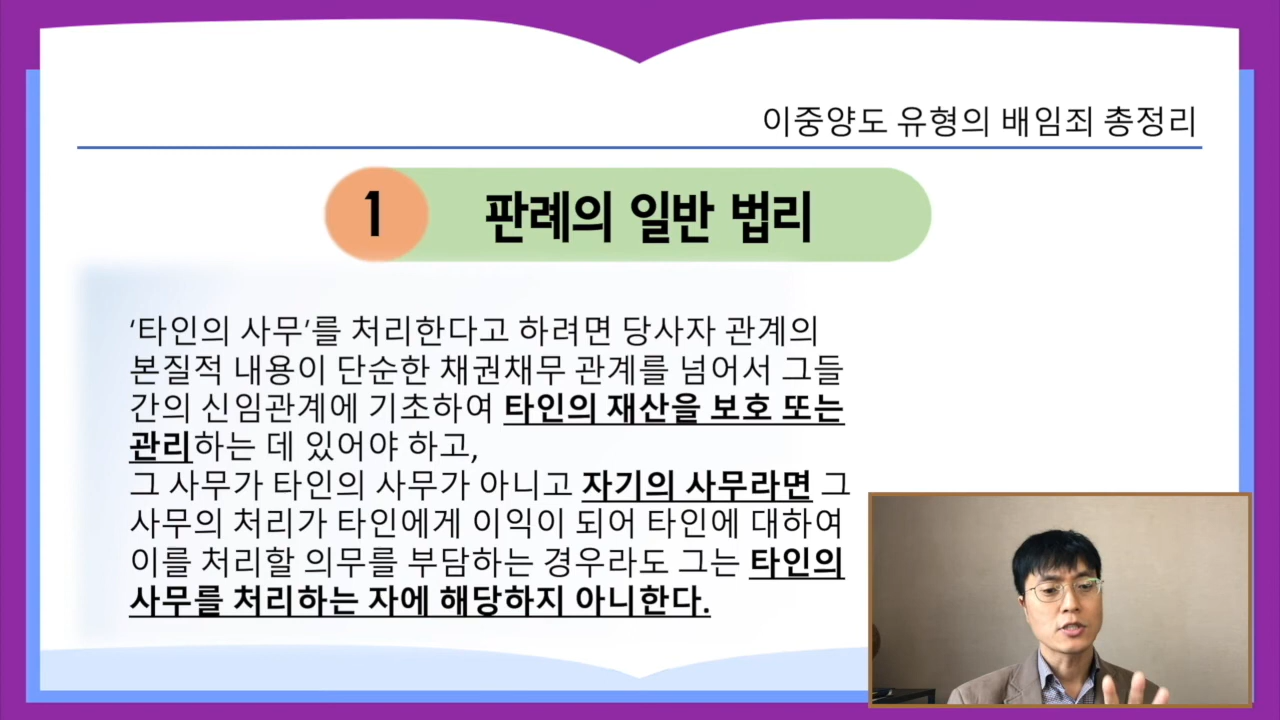 이중양도 유형의 배임죄 총정리
1 판례의 일반 법리
‘타인의 사무’를 처리한다고 하려면 당사자 관계의
본질적 내용이 단순한 채권채무 관계를 넘어서 그들
간의 신임관계에 기초하여 타인의 재산을 보호 또는
관리하는 데 있어야 하고,
그 사무가 타인의 사무가 아니고 자기의 사무라면 그
사무의 처리가 타인에게 이익이 되어 타인에 대하여
이를 처리할 의무를 부담하는 경우라도 그는 타인의
사무를 처리하는 자에 해당하지 아니한다.